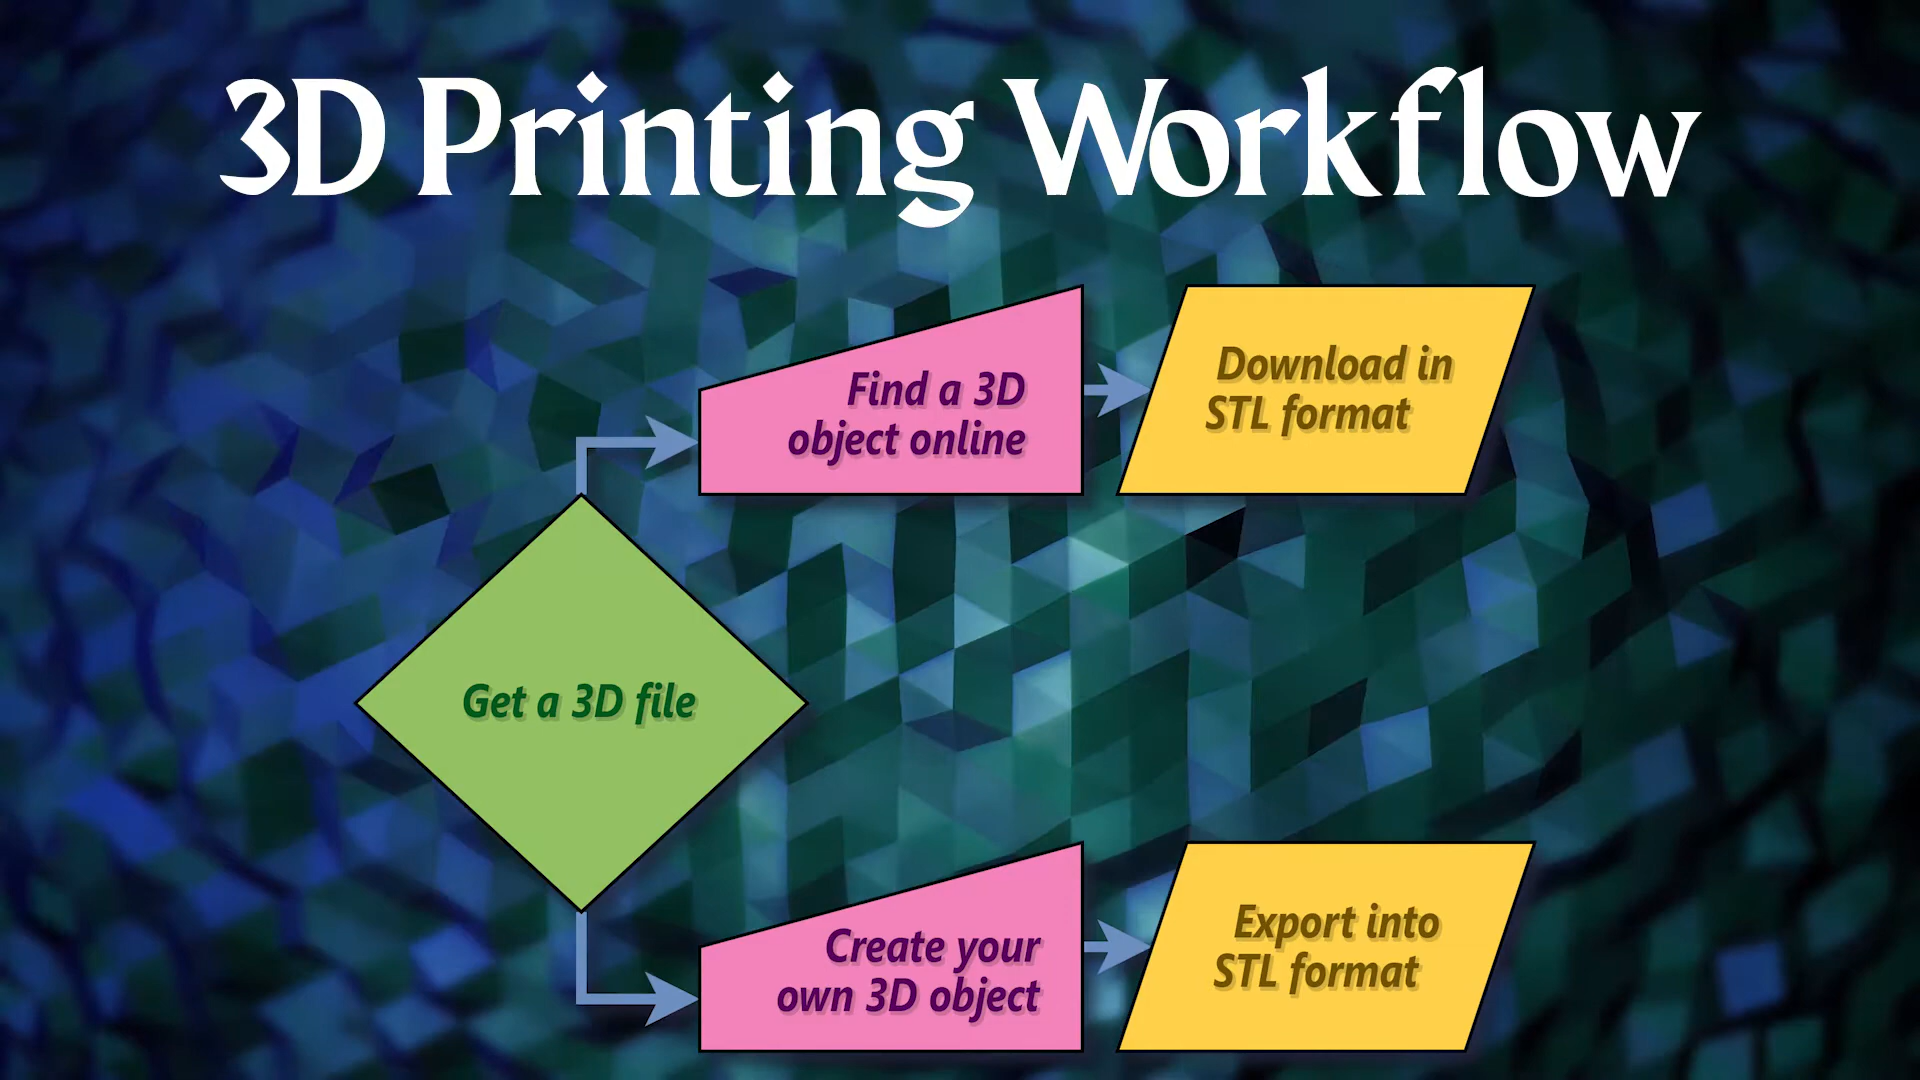 3D Printing Workflow
Find a 3D
object online
Download in
STL format
Get a 3D file
Create your
own 3D object
Export into
STL format